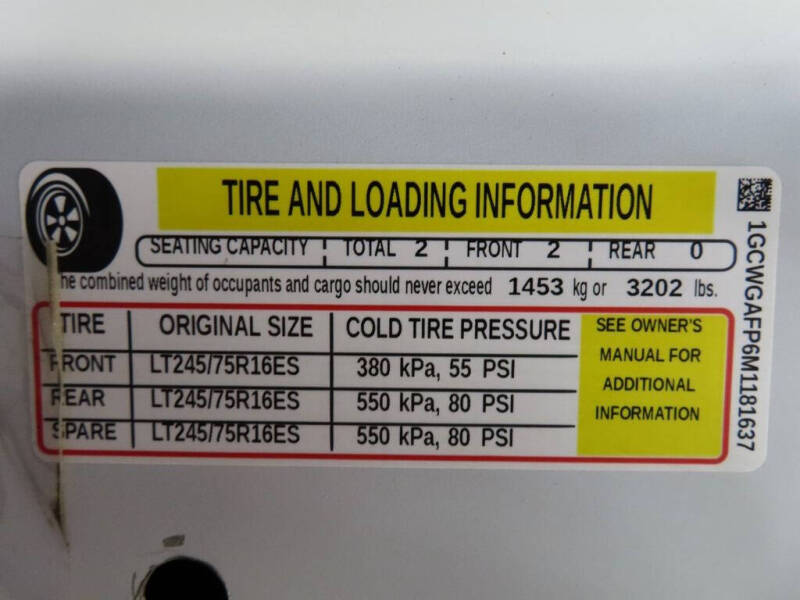 TIRE AND LOADING INFORMATION
SEATING CAPACITY TOTAL 2 FRONT 2 REAR 0
he combined weight of occupants and cargo should never exceed 1453 kg or 3202 lbs.
TIRE ORIGINAL SIZE COLD TIRE PRESSURE
FRONT LT245/75R16ES 380 kPa, 55 PSI
REAR LT245/75R16ES 550 kPa, 80 PSI
SPARE LT245/75R16ES 550 kPa, 80 PSI
SEE OWNER'S
MANUAL FOR
ADDITIONAL
INFORMATION
1GCWGAFP6M1181637